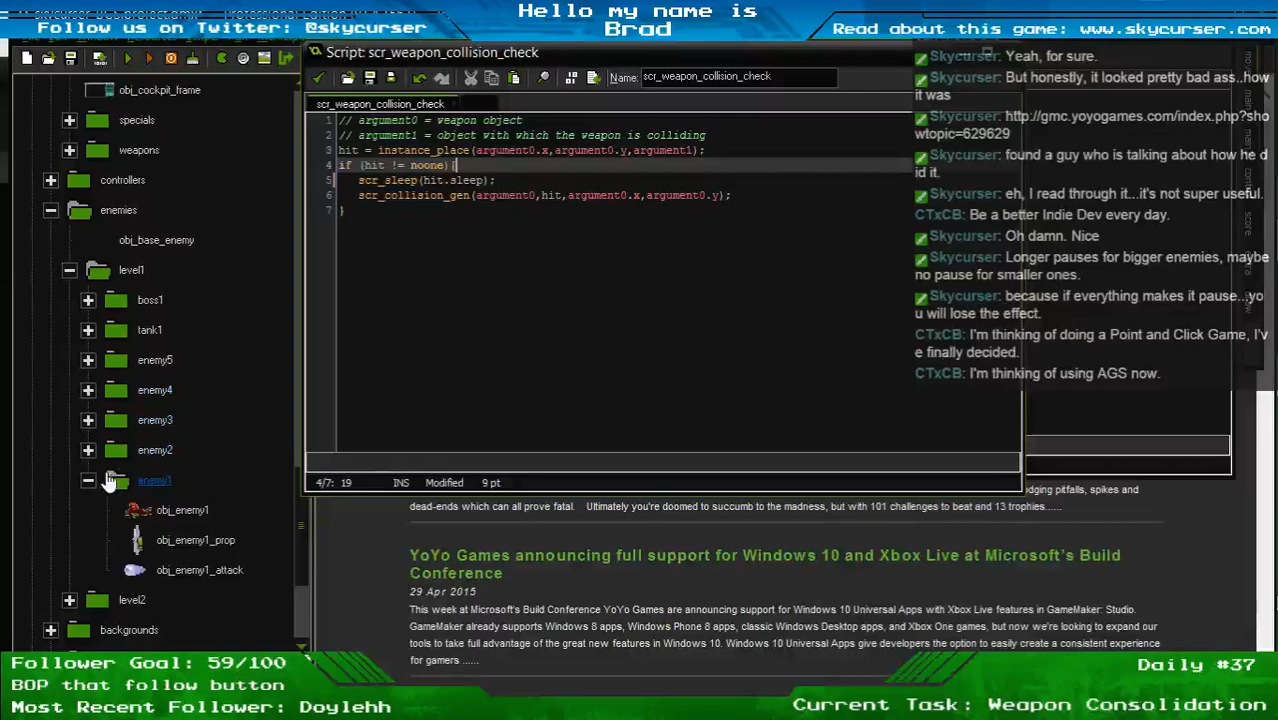 Hello my name is
Brad
Follow us on Twitter: @skycurser
Read about this game: www.skycurser.com
Script: scr_weapon_collision_check
Name: scr_weapon_collision_check
scr_weapon_collision_check
1 // argument0 = weapon object
2 // argument1 = object with which the weapon is colliding
3 hit = instance_place(argument0.x,argument0.y,argument1);
4 if (hit != noone){
5 scr_sleep(hit.sleep);
6 scr_collision_gen(argument0,hit,argument0.x,argument0.y);
7 }
4/7: 19 INS Modified 9 pt
obj_cockpit_frame
specials
weapons
controllers
enemies
obj_base_enemy
level1
boss1
tank1
enemy5
enemy4
enemy3
enemy2
enemy1
obj_enemy1
obj_enemy1_prop
obj_enemy1_attack
level2
backgrounds
Skycurser: Yeah, for sure.
Skycurser: But honestly, it looked pretty bad ass..how
it was
Skycurser: http://gmc.yoyogames.com/index.php?sho
wtopic=629629
Skycurser: found a guy who is talking about how he d
id it.
Skycurser: eh, I read through it...it's not super useful.
CTxCB: Be a better Indie Dev every day.
Skycurser: Oh damn. Nice
Skycurser: Longer pauses for bigger enemies, maybe
no pause for smaller ones.
Skycurser: because if everything makes it pause...yo
u will lose the effect.
CTxCB: I'm thinking of doing a Point and Click Game, I'v
e finally decided.
CTxCB: I'm thinking of using AGS now.
pitfalls, spikes and
dead-ends which can all prove fatal. Ultimately you're doomed to succumb to the madness, but with 101 challenges to beat and 13 trophies......
YoYo Games announcing full support for Windows 10 and Xbox Live at Microsoft's Build
Conference
29 Apr 2015
This week at Microsoft's Build Conference YoYo Games are announcing support for Windows 10 Universal Apps with Xbox Live features in GameMaker: Studio.
GameMaker already supports Windows 8 apps, Windows Phone 8 apps, classic Windows Desktop apps, and Xbox One games, but now we're looking to expand our
tools to take full advantage of the great new features in Windows 10. Windows 10 Universal Apps give developers the option to easily create a consistent experience
for gamers ......
Follower Goal: 59/100
BOP that follow button
Most Recent Follower: Doylehh
Daily #37
Current Task: Weapon Consolidation